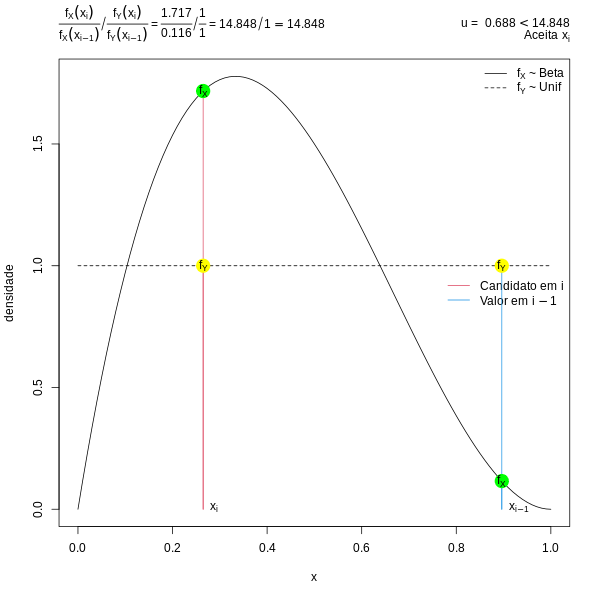 fX(xi)/fX(xi−1) / fY(xi)/fY(xi−1) = 1.717/0.116 / 1/1 = 14.848/1 = 14.848
u = 0.688 < 14.848
Aceita xi
fX ~ Beta
fY ~ Unif
fX
fY
fY
Candidato em i
Valor em i − 1
fX
xi
xi−1
densidade
0.0
0.5
1.0
1.5
0.0
0.2
0.4
0.6
0.8
1.0
x